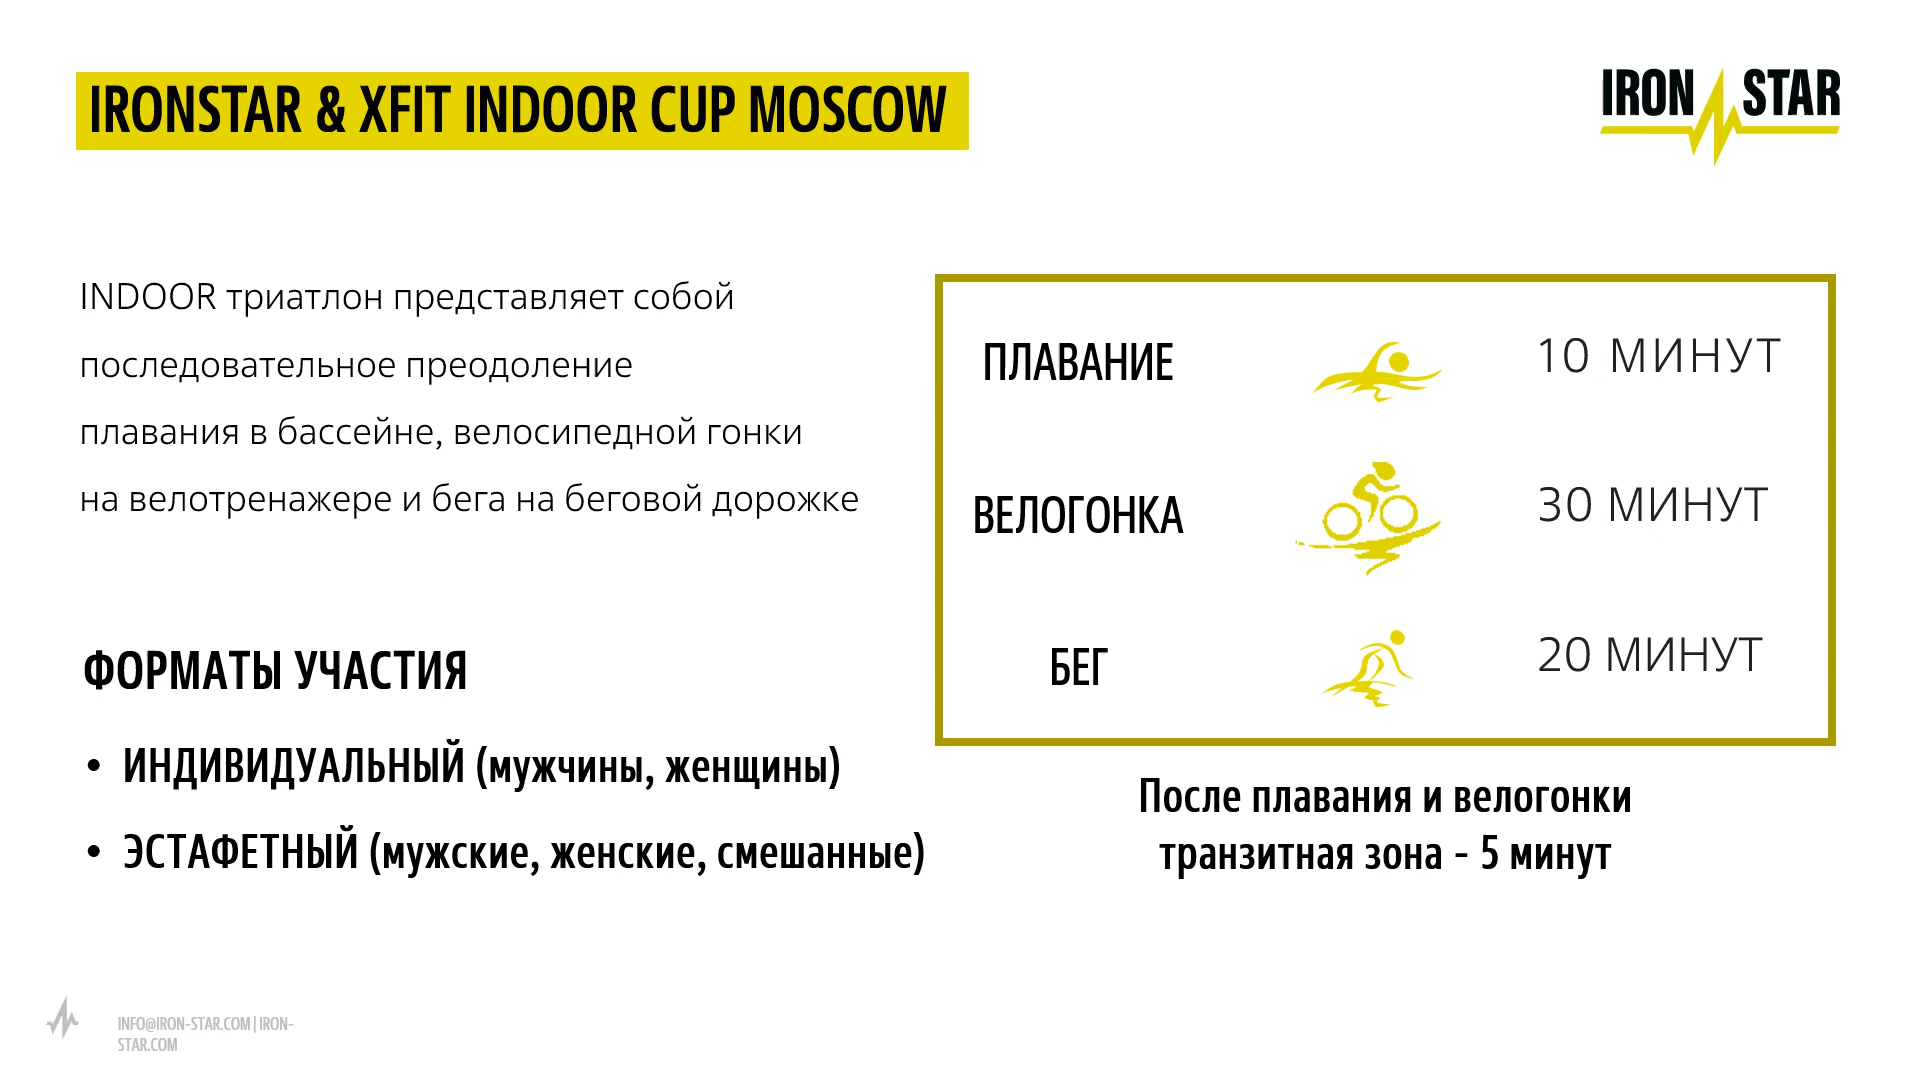 IRONSTAR & XFIT INDOOR CUP MOSCOW
IRON STAR
INDOOR триатлон представляет собой
последовательное преодоление
плавания в бассейне, велосипедной гонки
на велотренажере и бега на беговой дорожке
ФОРМАТЫ УЧАСТИЯ
• ИНДИВИДУАЛЬНЫЙ (мужчины, женщины)
• ЭСТАФЕТНЫЙ (мужские, женские, смешанные)
ПЛАВАНИЕ 10 МИНУТ
ВЕЛОГОНКА 30 МИНУТ
БЕГ 20 МИНУТ
После плавания и велогонки
транзитная зона - 5 минут
INFO@IRON-STAR.COM | IRON-
STAR.COM